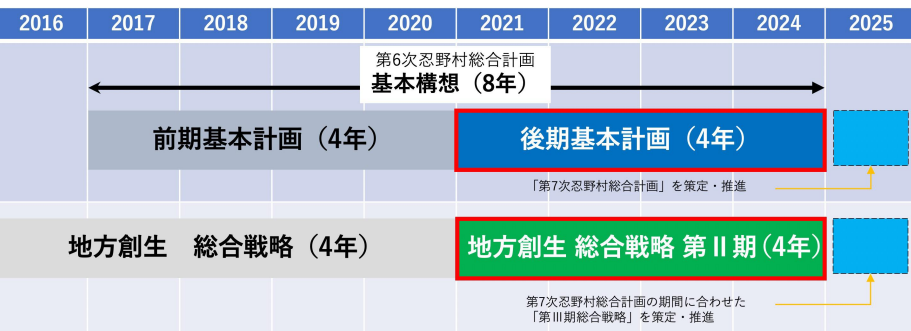 2016 2017 2018 2019 2020 2021 2022 2023 2024 2025
第6次忍野村総合計画
基本構想（8年）
前期基本計画（4年） 後期基本計画（4年）
「第7次忍野村総合計画」を策定・推進
地方創生　総合戦略（4年） 地方創生 総合戦略 第Ⅱ期（4年）
第7次忍野村総合計画の期間に合わせた
「第Ⅲ期総合戦略」を策定・推進